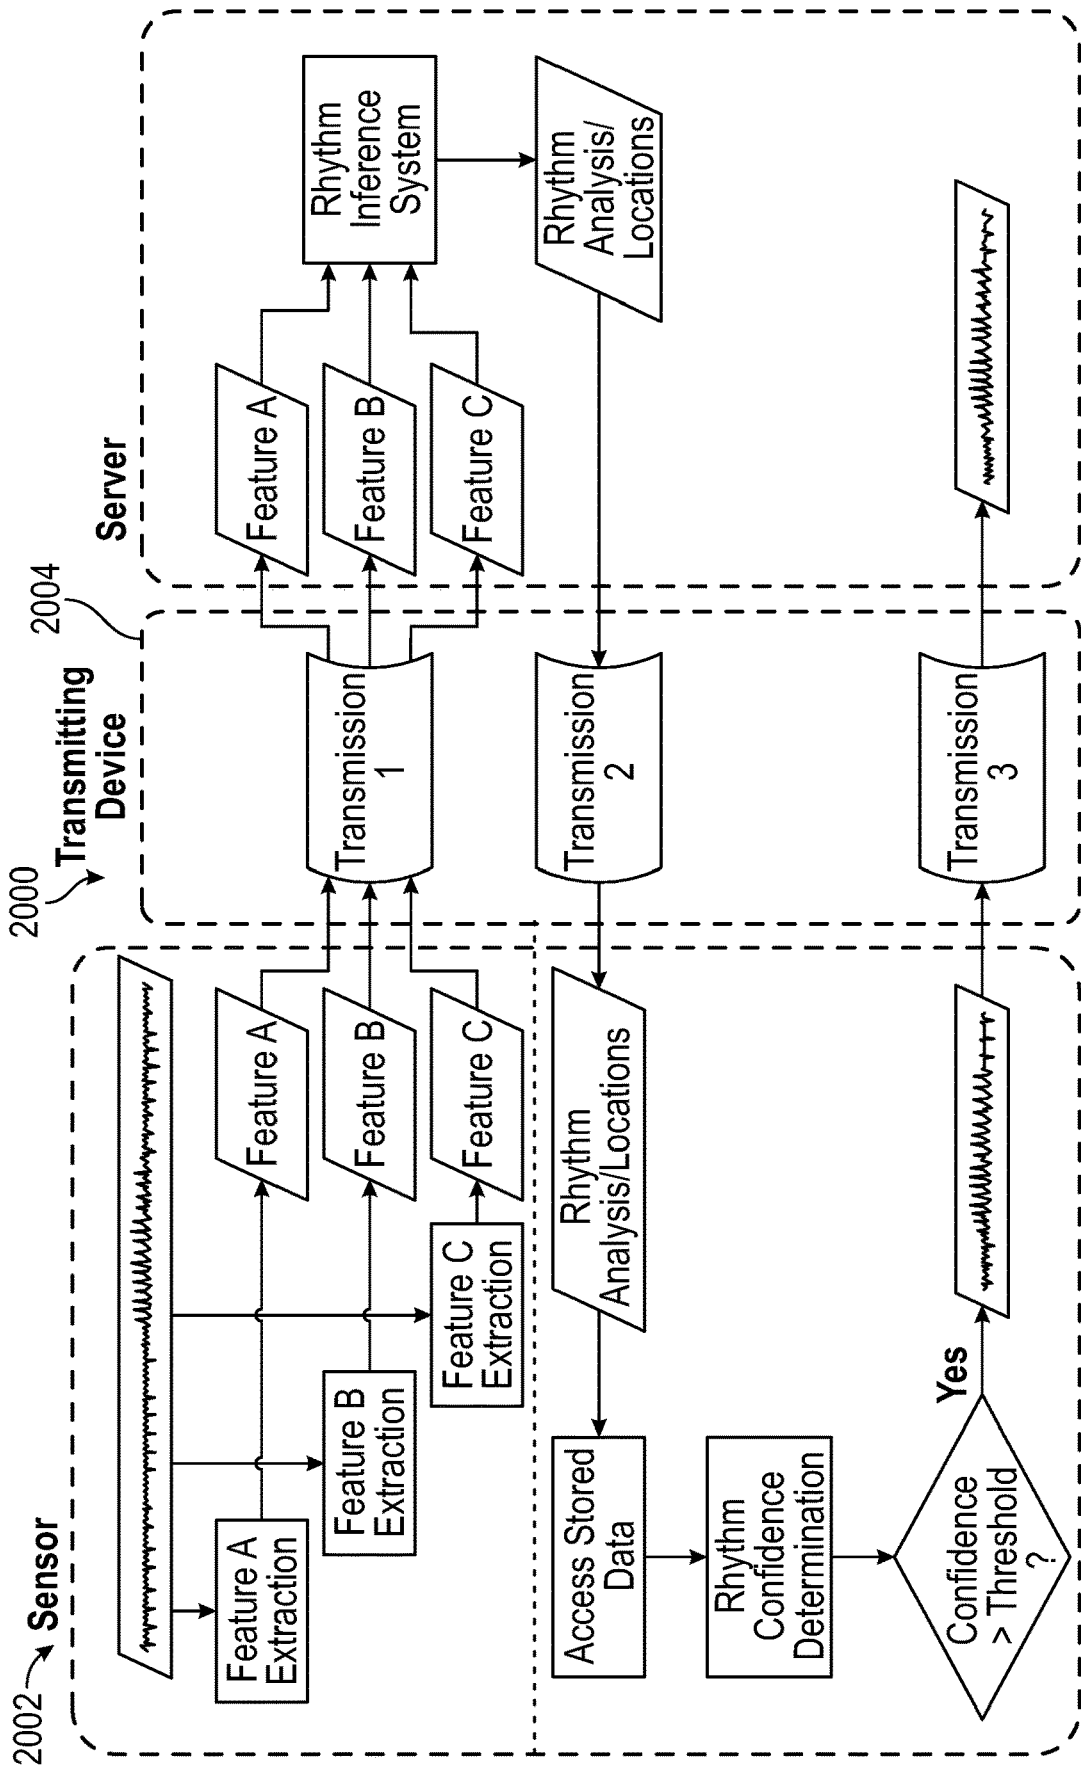 2002
Sensor
2000
Transmitting
Device
2004
Server
Feature A
Extraction
Feature B
Extraction
Feature C
Extraction
Feature A
Feature B
Feature C
Transmission
1
Feature A
Feature B
Feature C
Rhythm
Inference
System
Rhythm
Analysis/
Locations
Transmission
2
Rhythm
Analysis/Locations
Access Stored
Data
Rhythm
Confidence
Determination
Confidence
> Threshold
?
Yes
Transmission
3